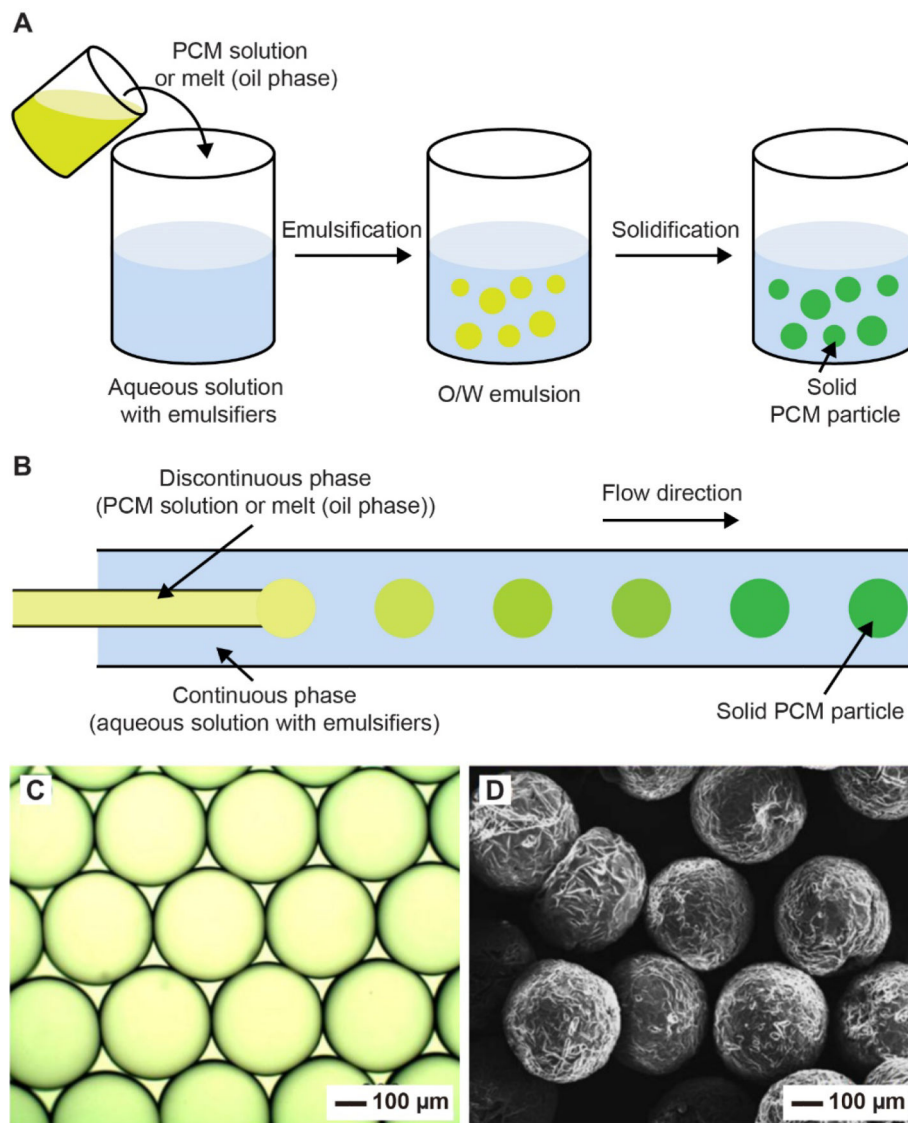 A
PCM solution
or melt (oil phase)
Emulsification
Solidification
Aqueous solution
with emulsifiers
O/W emulsion
Solid
PCM particle
B
Discontinuous phase
(PCM solution or melt (oil phase))
Flow direction
Continuous phase
(aqueous solution with emulsifiers)
Solid PCM particle
C
100 µm
D
100 µm